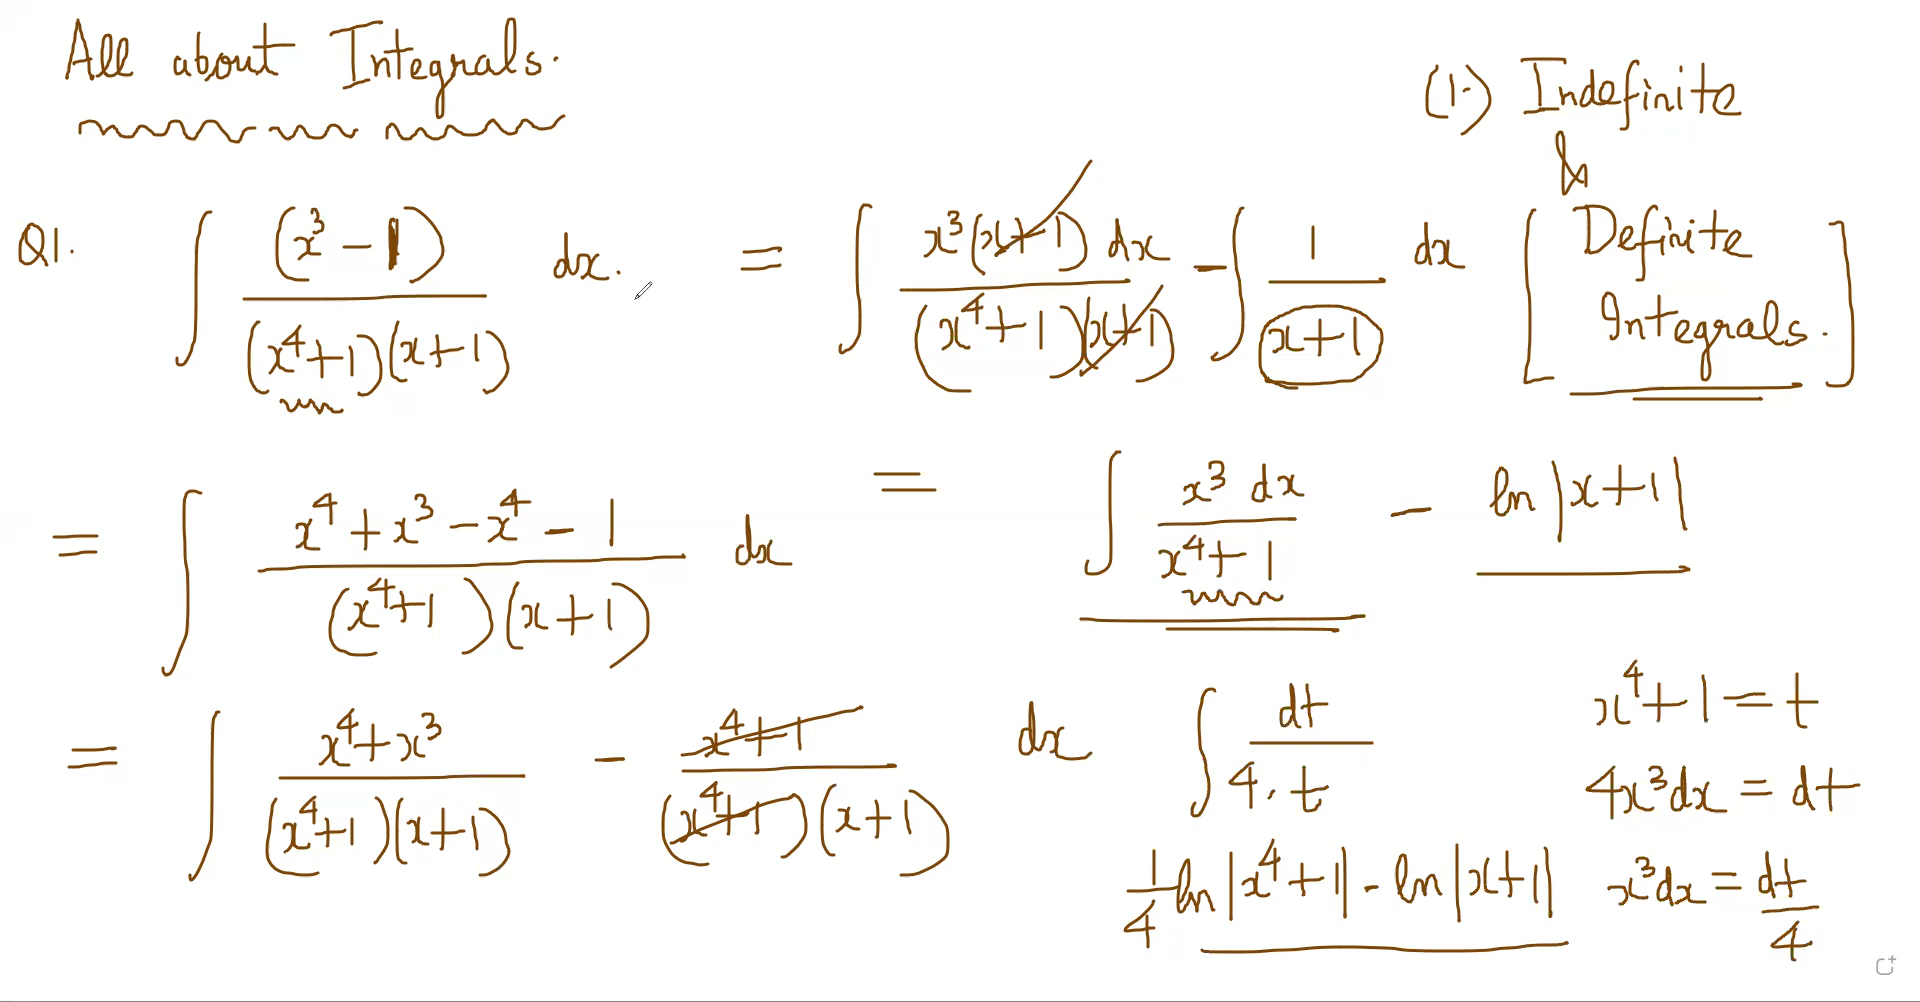 All about Integrals.
(1.) Indefinite
&
[Definite
Integrals.]
Q1. ∫ (x³ - 1) / (x⁴+1)(x+1) dx. = ∫ x³(x+1) dx / (x⁴+1)(x+1) - ∫ 1 / x+1 dx
= ∫ x⁴ + x³ - x⁴ - 1 / (x⁴+1)(x+1) dx
= ∫ x³ dx / x⁴+1 - ln|x+1|
= ∫ x⁴+x³ / (x⁴+1)(x+1) - x⁴+1 / (x⁴+1)(x+1) dx
∫ dt / 4.t
x⁴+1 = t
4x³dx = dt
x³dx = dt/4
1/4 ln|x⁴+1| - ln|x+1|